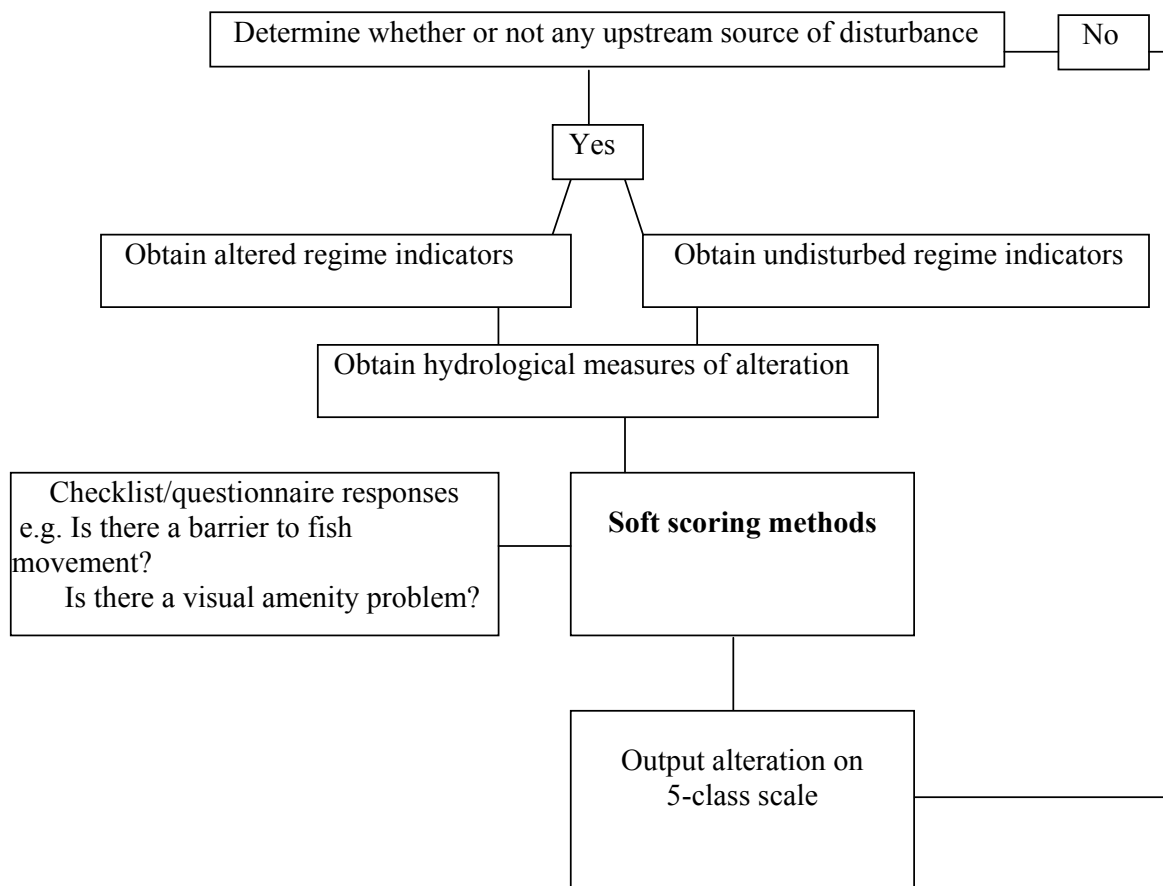 Determine whether or not any upstream source of disturbance
No
Yes
Obtain altered regime indicators
Obtain undisturbed regime indicators
Obtain hydrological measures of alteration
Checklist/questionnaire responses
e.g. Is there a barrier to fish
movement?
Is there a visual amenity problem?
Soft scoring methods
Output alteration on
5-class scale